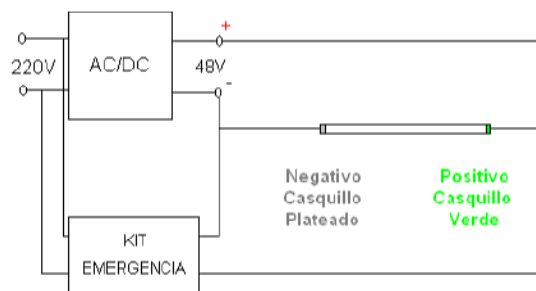 +
AC/DC
220V
48V
-
Negativo
Casquillo
Plateado
Positivo
Casquillo
Verde
KIT
EMERGENCIA